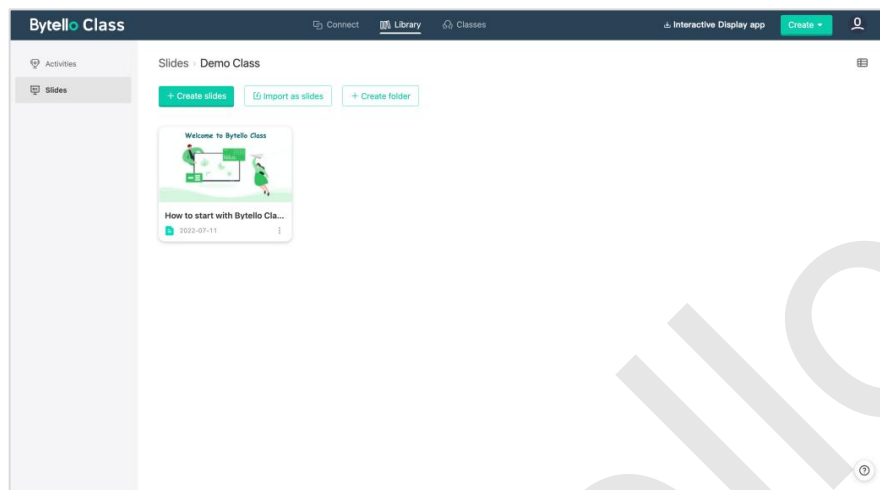 Bytello Class
Connect
Library
Classes
Interactive Display app
Create
Activities
Slides
Slides › Demo Class
+ Create slides
Import as slides
+ Create folder
Welcome to Bytello Class
How to start with Bytello Cla...
2022-07-11